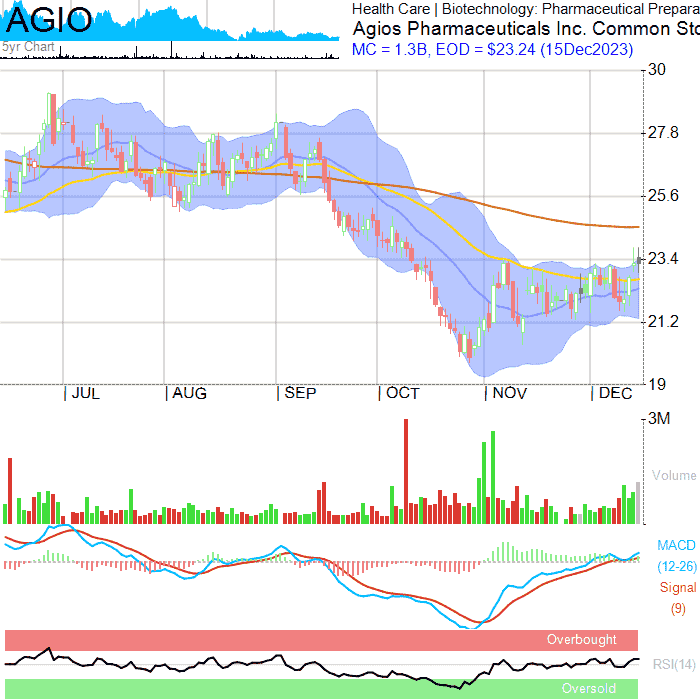 AGIO
5yr Chart
Health Care | Biotechnology: Pharmaceutical Prepara
Agios Pharmaceuticals Inc. Common Sto
MC = 1.3B, EOD = $23.24 (15Dec2023)
30
27.8
25.6
23.4
21.2
19
| JUL | AUG | SEP | OCT | NOV | DEC
3M
Volume
MACD
(12-26)
Signal
(9)
Overbought
RSI(14)
Oversold